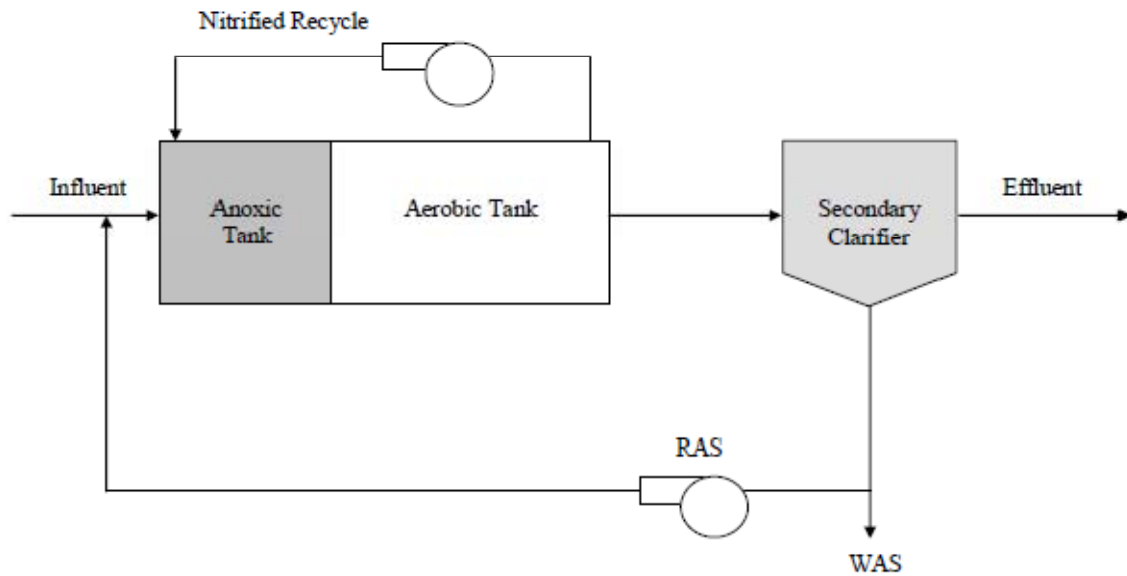 Nitrified Recycle
Influent
Anoxic
Tank
Aerobic Tank
Secondary
Clarifier
Effluent
RAS
WAS